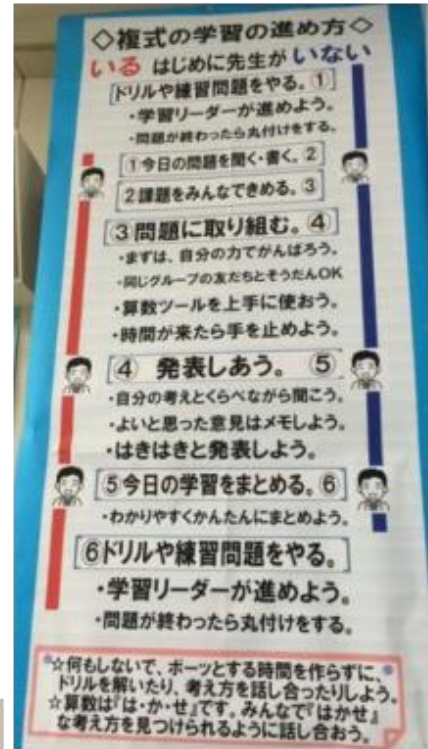 ◇複式の学習の進め方◇
いる はじめに先生が いない
[ドリルや練習問題をやる。①]
・学習リーダーが進めよう。
・問題が終わったら丸付けをする。
[①今日の問題を聞く・書く。②]
[②課題をみんなできめる。③]
[③問題に取り組む。④]
・まずは、自分の力でがんばろう。
・同じグループの友だちとそうだんOK
・算数ツールを上手に使おう。
・時間が来たら手を止めよう。
[④ 発表しあう。 ⑤]
・自分の考えとくらべながら聞こう。
・よいと思った意見はメモしよう。
・はきはきと発表しよう。
[⑤今日の学習をまとめる。⑥]
・わかりやすくかんたんにまとめよう。
[⑥ドリルや練習問題をやる。]
・学習リーダーが進めよう。
・問題が終わったら丸付けをする。
☆何もしないで、ボーッとする時間を作らずに、
ドリルを解いたり、考え方を話し合ったりしよう。
☆算数は『は・か・せ』です。みんなで『はかせ』
な考え方を見つけられるように話し合おう。